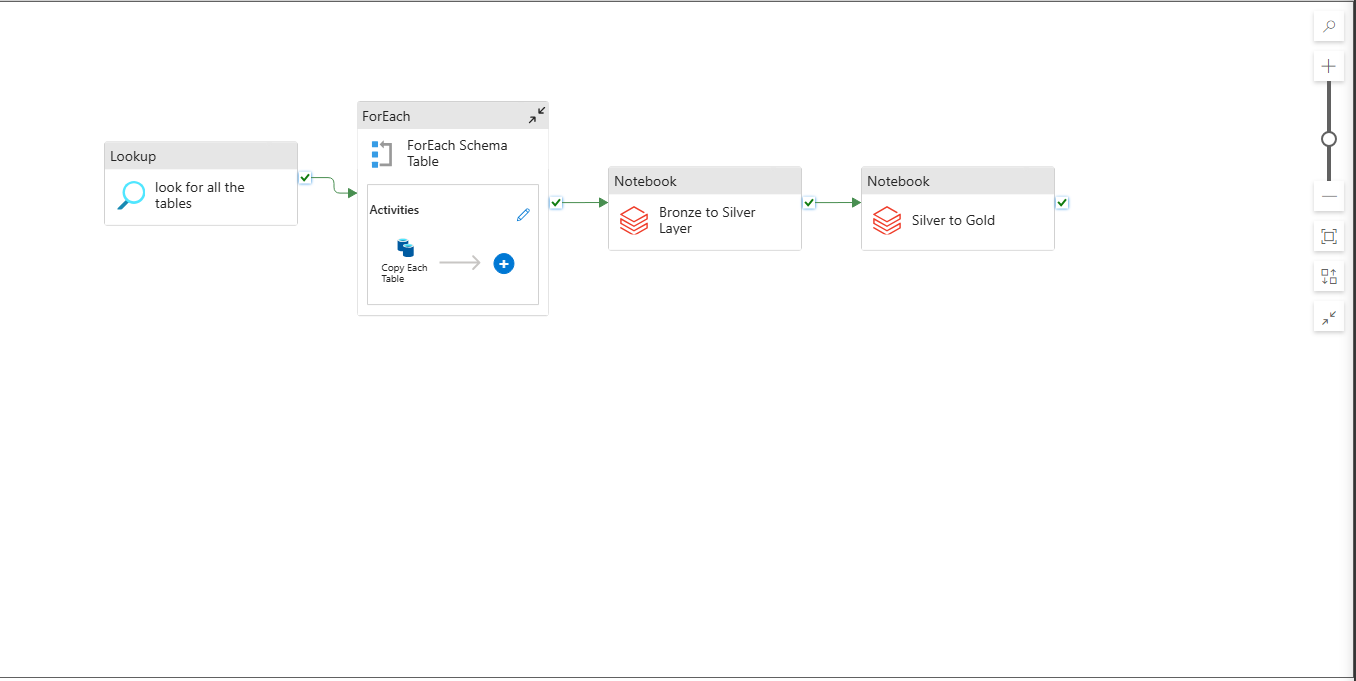 Lookup
look for all the
tables
ForEach
ForEach Schema
Table
Activities
Copy Each
Table
Notebook
Bronze to Silver
Layer
Notebook
Silver to Gold